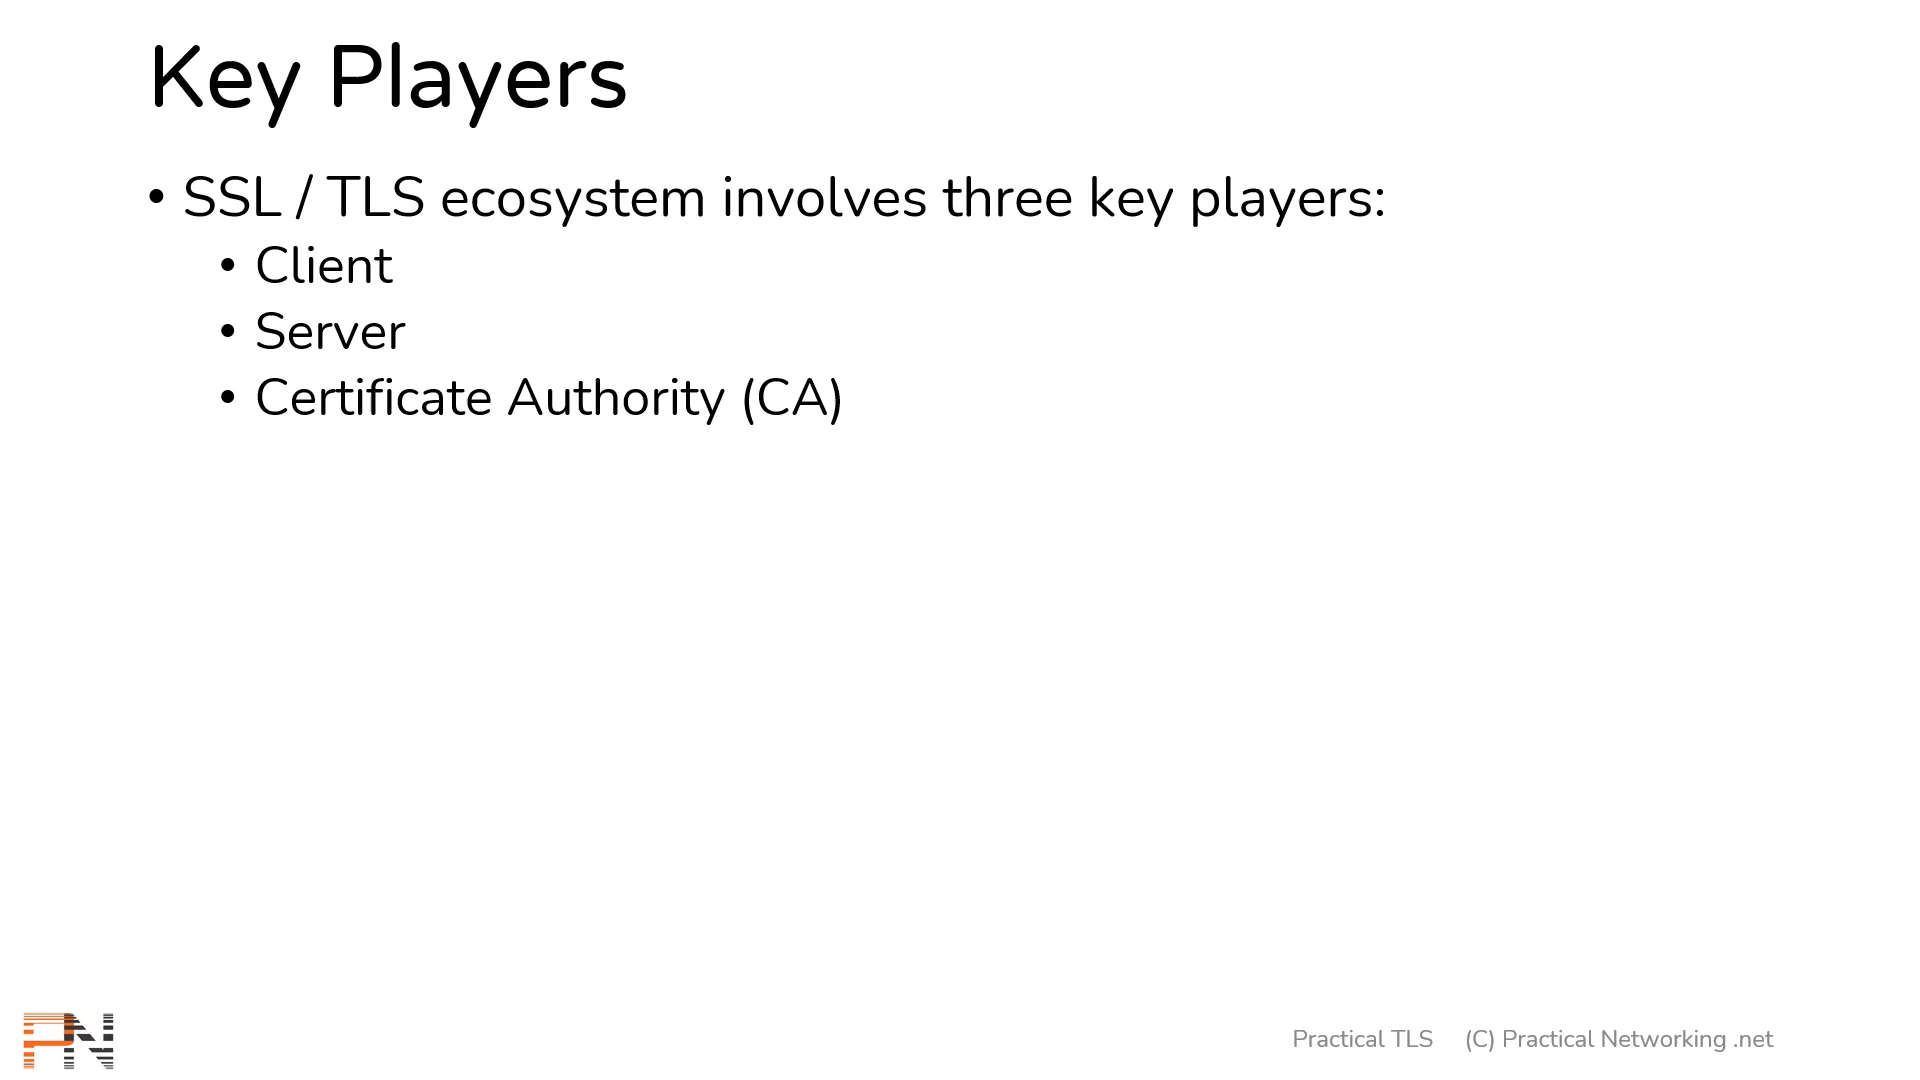 Key Players
• SSL / TLS ecosystem involves three key players:
• Client
• Server
• Certificate Authority (CA)
PN
Practical TLS (C) Practical Networking .net